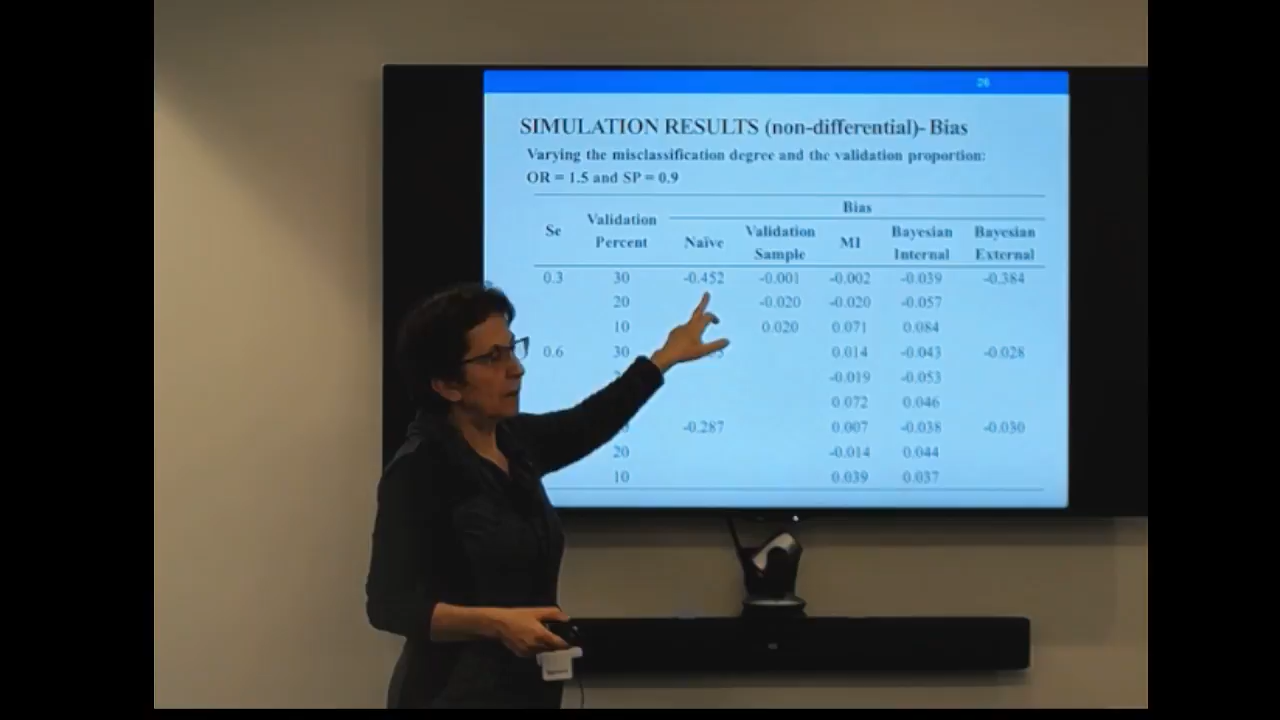 26
SIMULATION RESULTS (non-differential)- Bias
Varying the misclassification degree and the validation proportion:
OR = 1.5 and SP = 0.9
Bias
Se Validation Percent Naïve Validation Sample MI Bayesian Internal Bayesian External
0.3 30 -0.452 -0.001 -0.002 -0.039 -0.384
20 -0.020 -0.020 -0.057
10 0.020 0.071 0.084
0.6 30 0.014 -0.043 -0.028
-0.019 -0.053
0.072 0.046
-0.287 0.007 -0.038 -0.030
20 -0.014 0.044
10 0.039 0.037